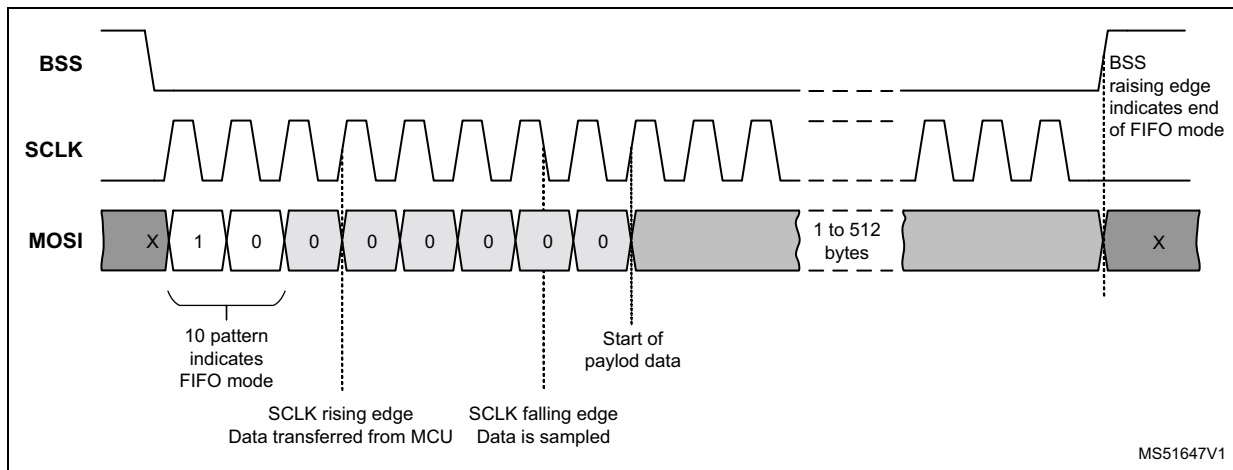 BSS
BSS
raising edge
indicates end
of FIFO mode
SCLK
MOSI
X
1
0
0
0
0
0
0
0
1 to 512
bytes
X
10 pattern
indicates
FIFO mode
Start of
paylod data
SCLK rising edge
Data transferred from MCU
SCLK falling edge
Data is sampled
MS51647V1